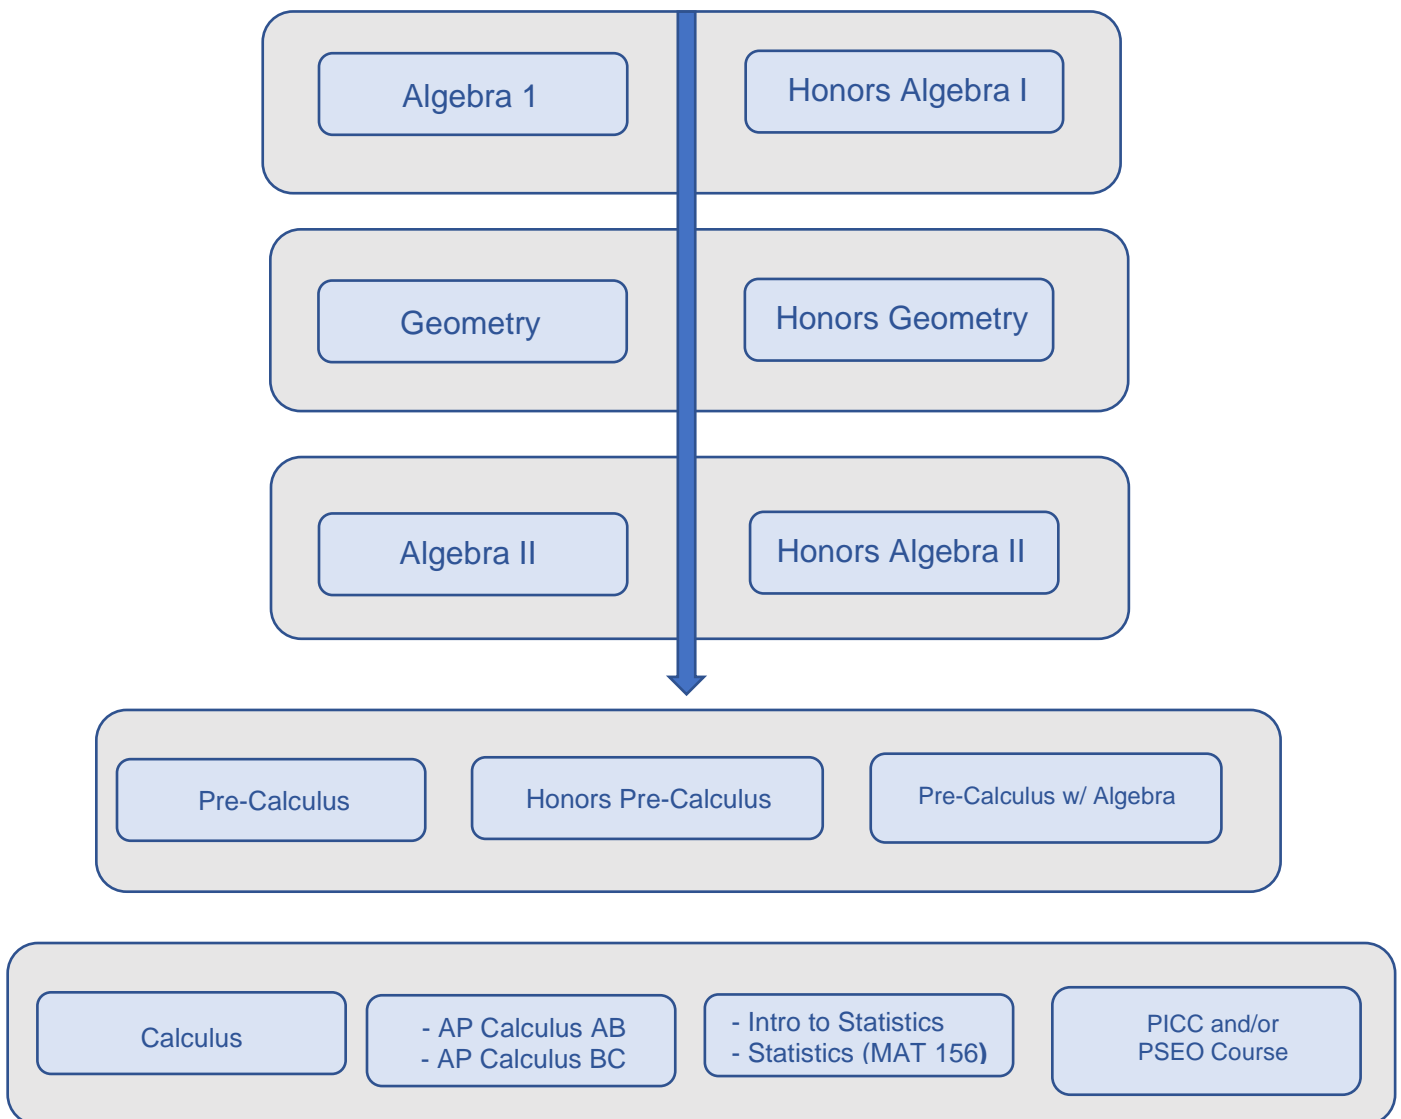 Algebra 1
Honors Algebra I
Geometry
Honors Geometry
Algebra II
Honors Algebra II
Pre-Calculus
Honors Pre-Calculus
Pre-Calculus w/ Algebra
Calculus
- AP Calculus AB
- AP Calculus BC
- Intro to Statistics
- Statistics (MAT 156)
PICC and/or
PSEO Course